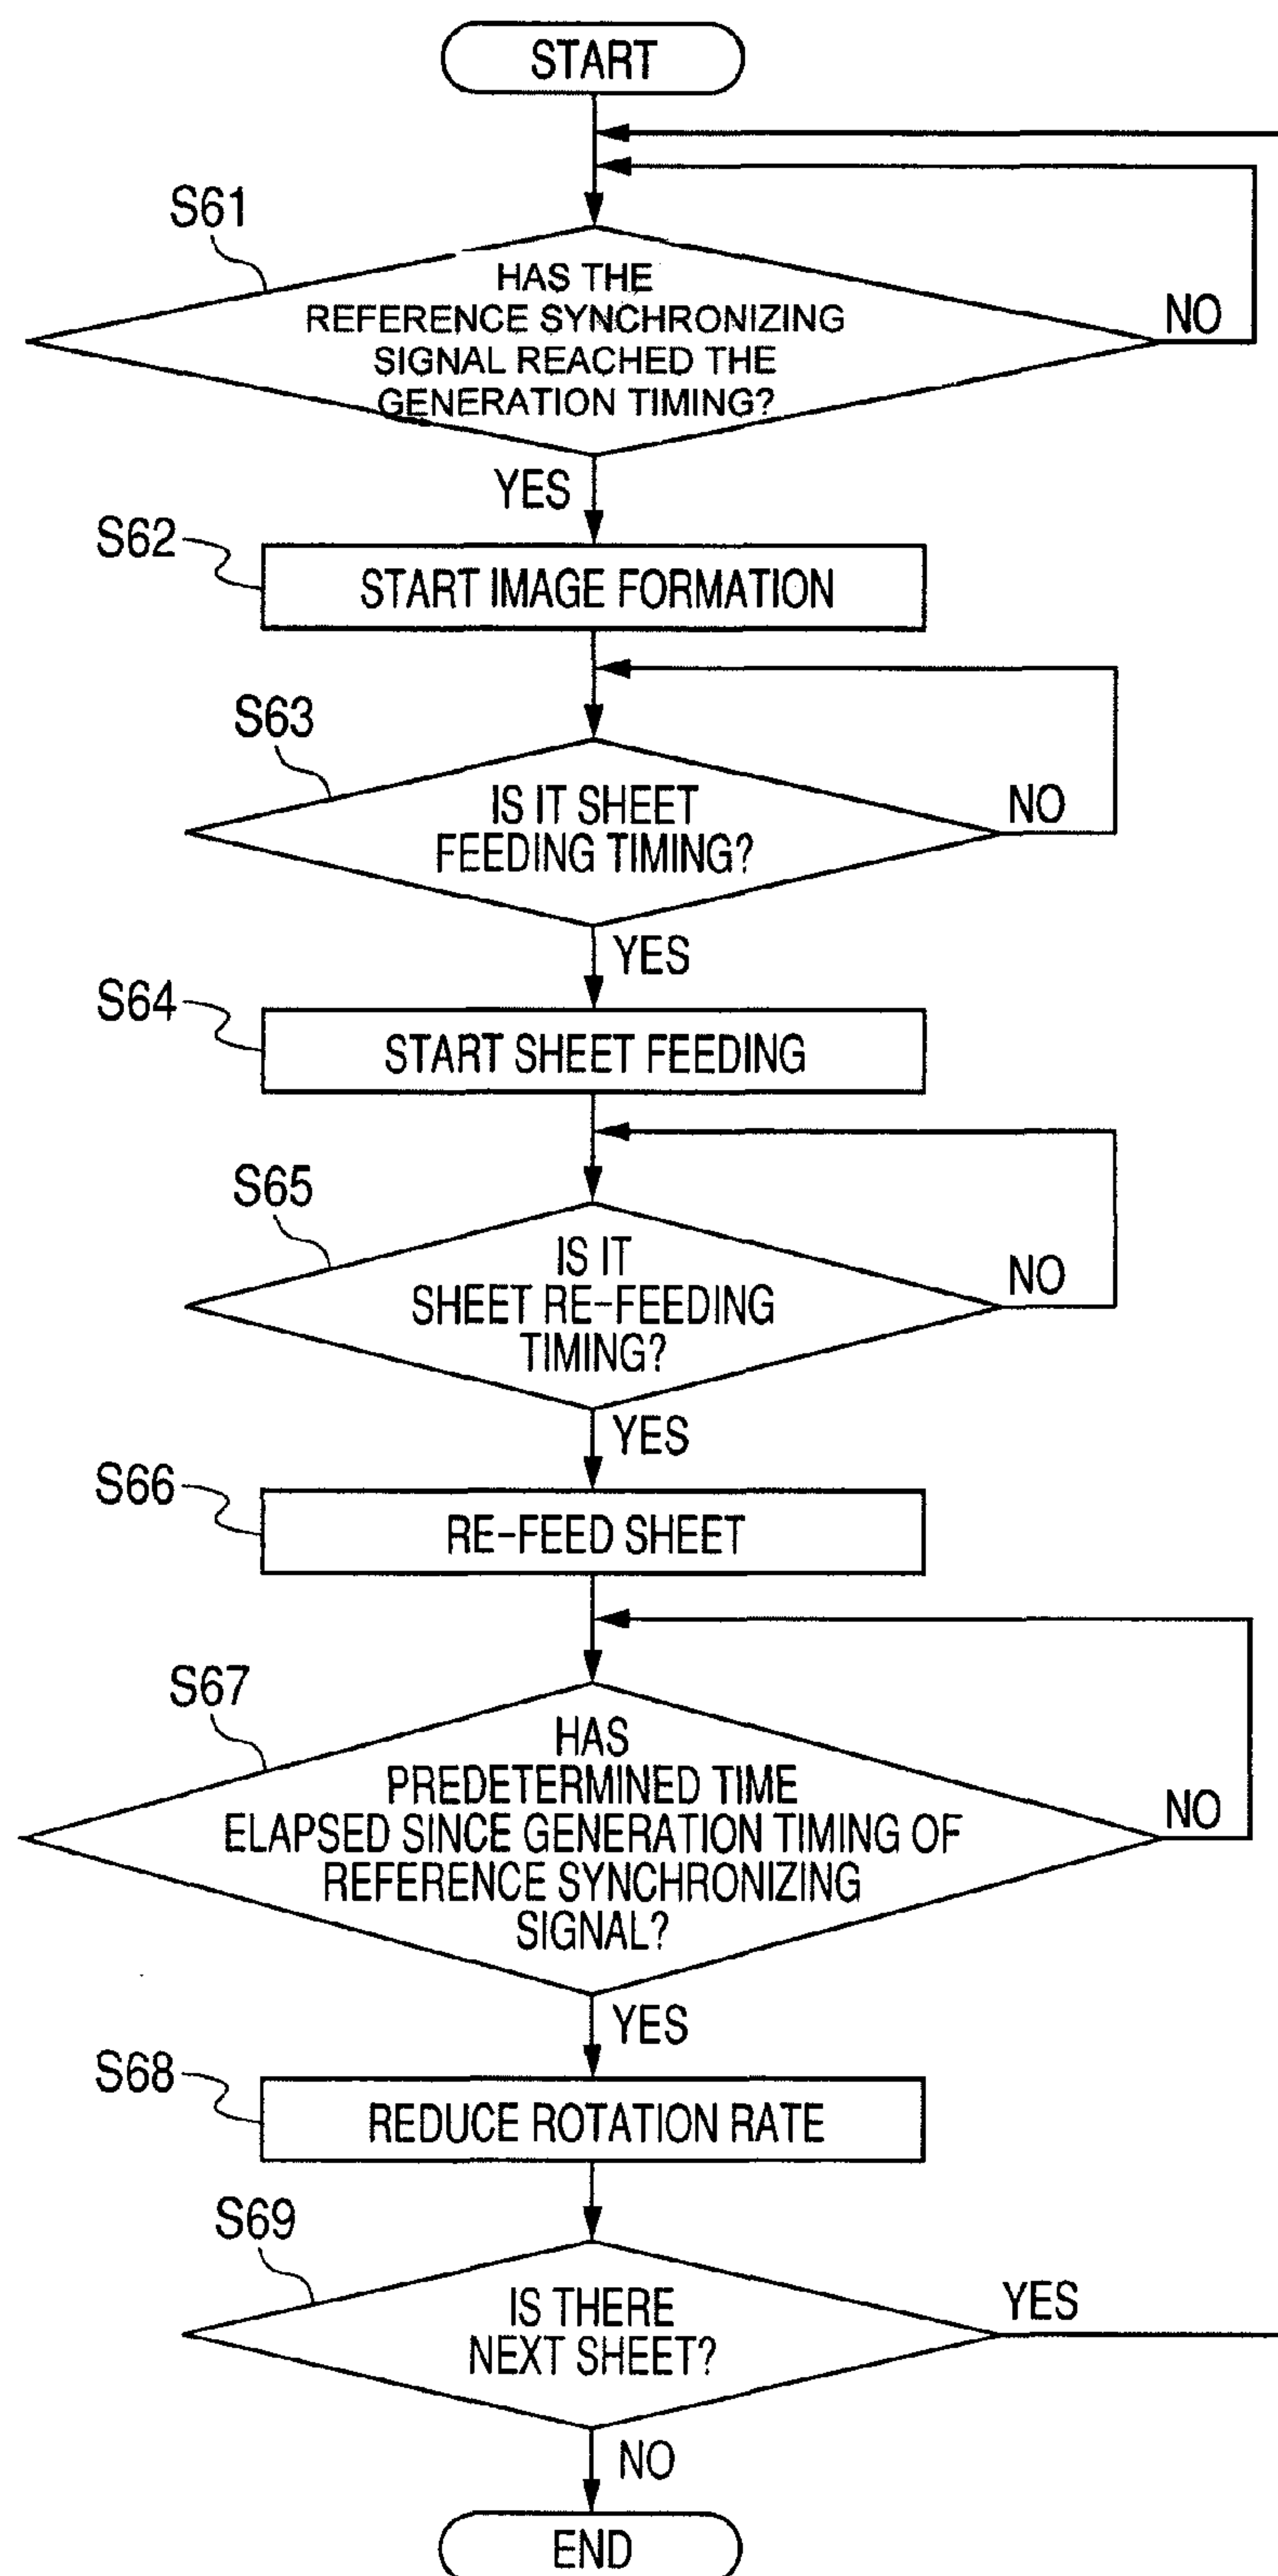 START
S61
HAS THE
REFERENCE SYNCHRONIZING
SIGNAL REACHED THE
GENERATION TIMING?
NO
YES
S62
START IMAGE FORMATION
S63
IS IT SHEET
FEEDING TIMING?
NO
YES
S64
START SHEET FEEDING
S65
IS IT
SHEET RE-FEEDING
TIMING?
NO
YES
S66
RE-FEED SHEET
S67
HAS
PREDETERMINED TIME
ELAPSED SINCE GENERATION TIMING OF
REFERENCE SYNCHRONIZING
SIGNAL?
NO
YES
S68
REDUCE ROTATION RATE
S69
IS THERE
NEXT SHEET?
YES
NO
END